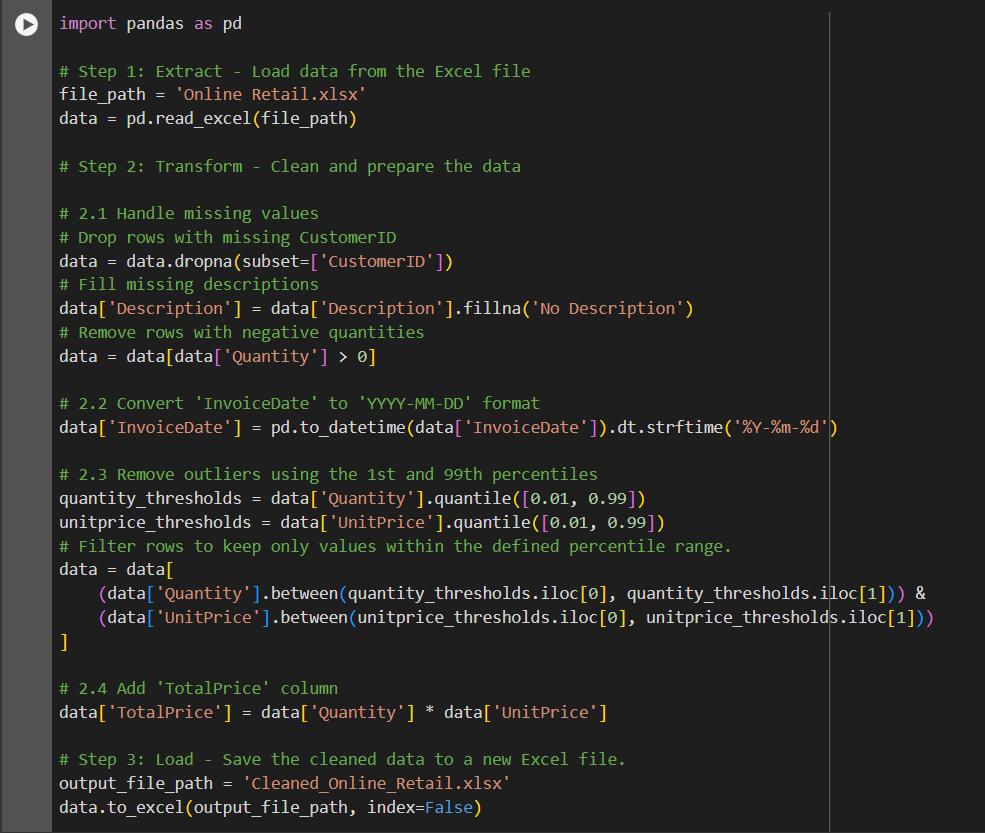 import pandas as pd
# Step 1: Extract - Load data from the Excel file
file_path = 'Online Retail.xlsx'
data = pd.read_excel(file_path)
# Step 2: Transform - Clean and prepare the data
# 2.1 Handle missing values
# Drop rows with missing CustomerID
data = data.dropna(subset=['CustomerID'])
# Fill missing descriptions
data['Description'] = data['Description'].fillna('No Description')
# Remove rows with negative quantities
data = data[data['Quantity'] > 0]
# 2.2 Convert 'InvoiceDate' to 'YYYY-MM-DD' format
data['InvoiceDate'] = pd.to_datetime(data['InvoiceDate']).dt.strftime('%Y-%m-%d')
# 2.3 Remove outliers using the 1st and 99th percentiles
quantity_thresholds = data['Quantity'].quantile([0.01, 0.99])
unitprice_thresholds = data['UnitPrice'].quantile([0.01, 0.99])
# Filter rows to keep only values within the defined percentile range.
data = data[
    (data['Quantity'].between(quantity_thresholds.iloc[0], quantity_thresholds.iloc[1])) &
    (data['UnitPrice'].between(unitprice_thresholds.iloc[0], unitprice_thresholds.iloc[1]))
]
# 2.4 Add 'TotalPrice' column
data['TotalPrice'] = data['Quantity'] * data['UnitPrice']
# Step 3: Load - Save the cleaned data to a new Excel file.
output_file_path = 'Cleaned_Online_Retail.xlsx'
data.to_excel(output_file_path, index=False)